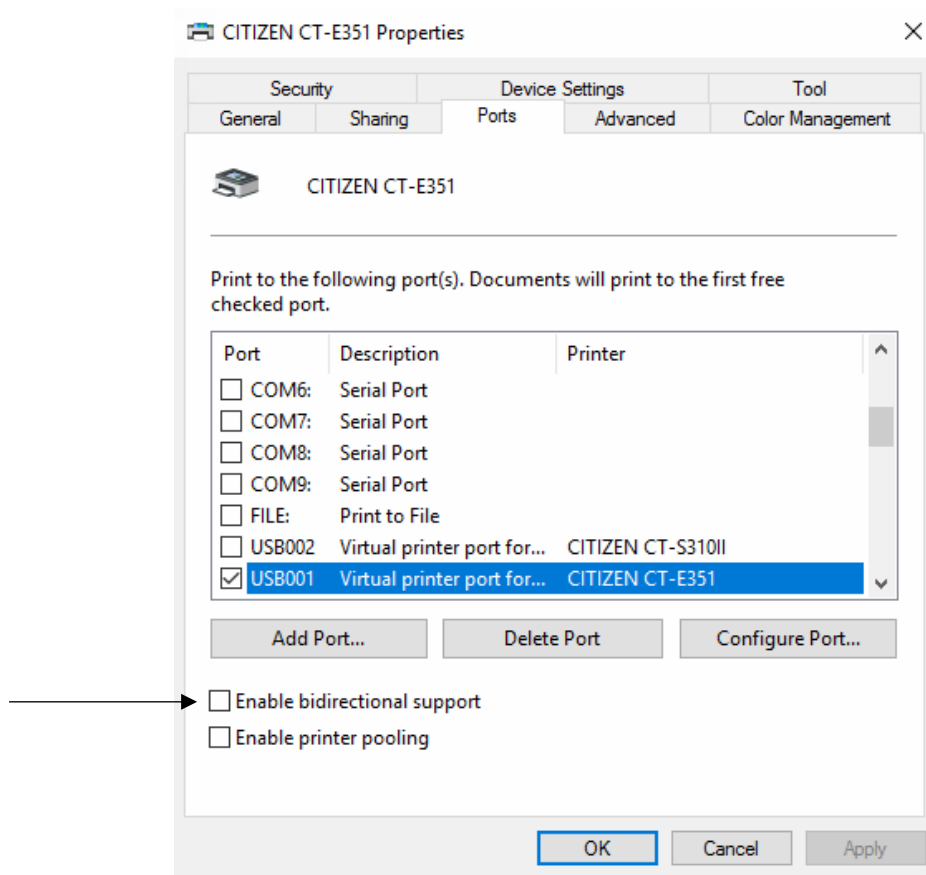 CITIZEN CT-E351 Properties
Security Device Settings Tool
General Sharing Ports Advanced Color Management
CITIZEN CT-E351
Print to the following port(s). Documents will print to the first free
checked port.
Port Description Printer
COM6: Serial Port
COM7: Serial Port
COM8: Serial Port
COM9: Serial Port
FILE: Print to File
USB002 Virtual printer port for... CITIZEN CT-S310II
USB001 Virtual printer port for... CITIZEN CT-E351
Add Port... Delete Port Configure Port...
Enable bidirectional support
Enable printer pooling
OK Cancel Apply